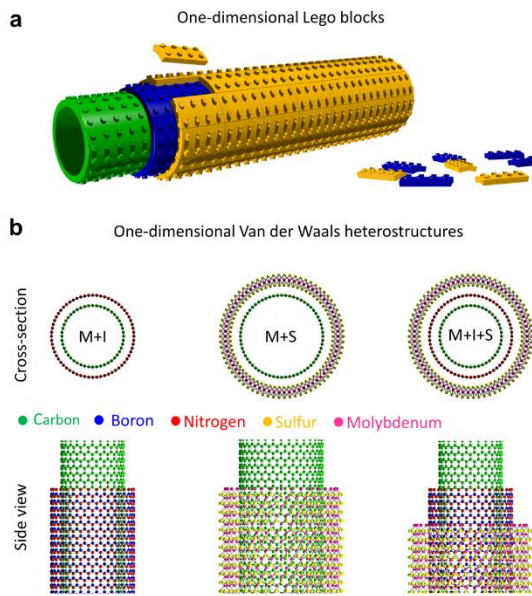 a
One-dimensional Lego blocks
b
One-dimensional Van der Waals heterostructures
Cross-section
M+I
M+S
M+I+S
Carbon
Boron
Nitrogen
Sulfur
Molybdenum
Side view